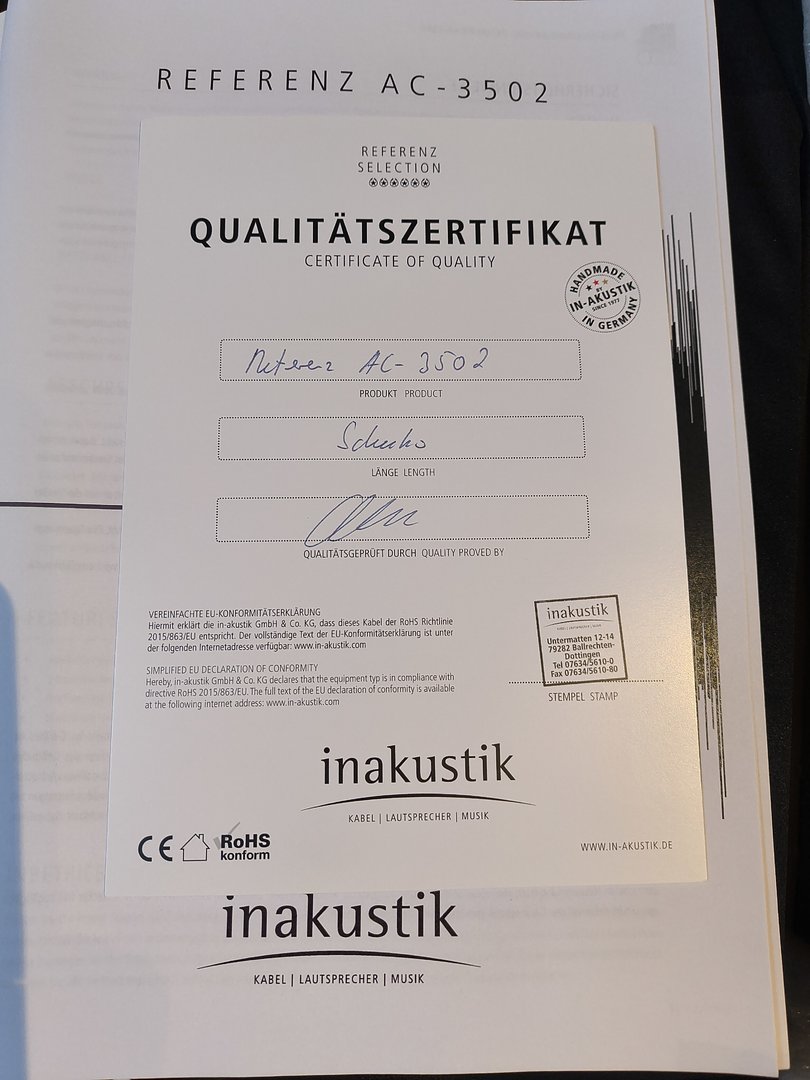 REFERENZ AC-3502
REFERENZ
SELECTION
QUALITÄTSZERTIFIKAT
CERTIFICATE OF QUALITY
HANDMADE
BY
IN-AKUSTIK
SINCE 1977
IN GERMANY
Referenz AC-3502
PRODUKT PRODUCT
Schuko
LÄNGE LENGTH
QUALITÄTSGEPRÜFT DURCH QUALITY PROVED BY
VEREINFACHTE EU-KONFORMITÄTSERKLÄRUNG
Hiermit erklärt die in-akustik GmbH & Co. KG, dass dieses Kabel der RoHS Richtlinie
2015/863/EU entspricht. Der vollständige Text der EU-Konformitätserklärung ist unter
der folgenden Internetadresse verfügbar: www.in-akustik.com
SIMPLIFIED EU DECLARATION OF CONFORMITY
Hereby, in-akustik GmbH & Co. KG declares that the equipment typ is in compliance with
directive RoHS 2015/863/EU. The full text of the EU declaration of conformity is available
at the following internet address: www.in-akustik.com
inakustik
KABEL | LAUTSPRECHER | MUSIK
Untermatten 12-14
79282 Ballrechten-
Dottingen
Tel 07634/5610-0
Fax 07634/5610-80
STEMPEL STAMP
inakustik
KABEL | LAUTSPRECHER | MUSIK
CE
RoHS
konform
WWW.IN-AKUSTIK.DE
inakustik
KABEL | LAUTSPRECHER | MUSIK